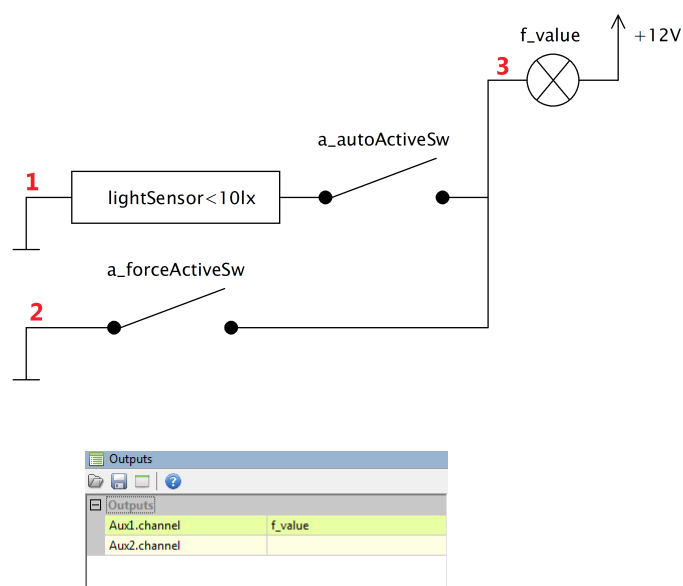 f_value
+12V
3
a_autoActiveSw
1
lightSensor<10lx
a_forceActiveSw
2
Outputs
?
Outputs
Aux1.channel f_value
Aux2.channel